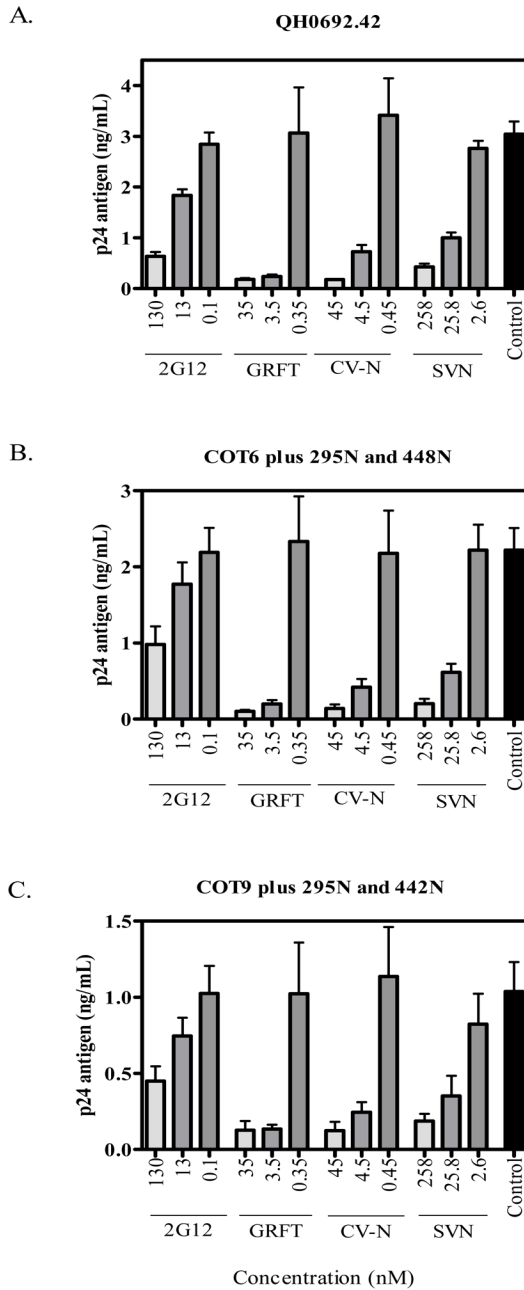 A.
QH0692.42
p24 antigen (ng/mL)
4
3
2
1
0
130 13 0.1 35 3.5 0.35 45 4.5 0.45 258 25.8 2.6 Control
2G12 GRFT CV-N SVN
B.
COT6 plus 295N and 448N
p24 antigen (ng/mL)
3
2
1
0
130 13 0.1 35 3.5 0.35 45 4.5 0.45 258 25.8 2.6 Control
2G12 GRFT CV-N SVN
C.
COT9 plus 295N and 442N
p24 antigen (ng/mL)
1.5
1.0
0.5
0.0
130 13 0.1 35 3.5 0.35 45 4.5 0.45 258 25.8 2.6 Control
2G12 GRFT CV-N SVN
Concentration (nM)